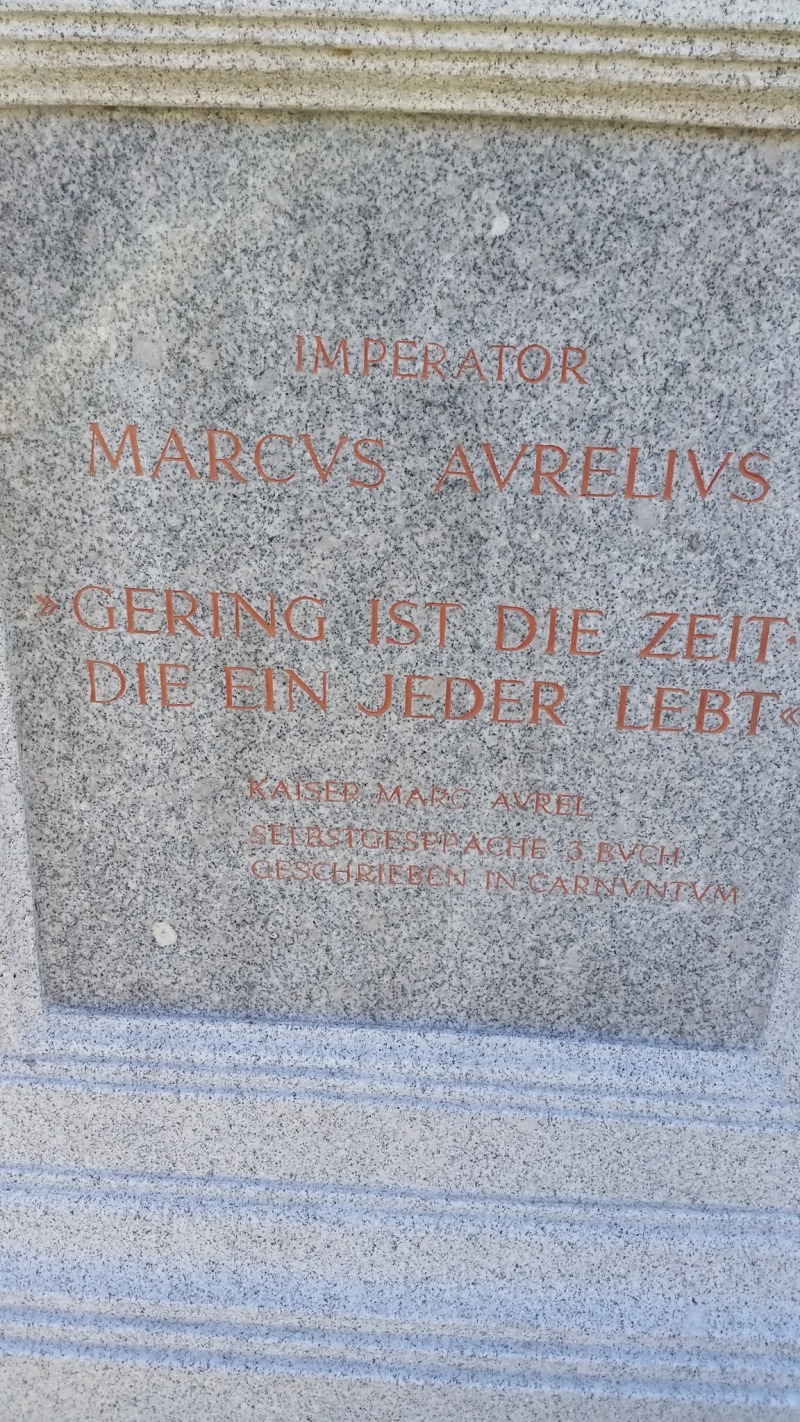 IMPERATOR
MARCVS AVRELIVS
»GERING IST DIE ZEIT·
DIE EIN JEDER LEBT«
KAISER MARC AVREL
SELBSTGESPRÄCHE 3 BVCH
GESCHRIEBEN IN CARNVNTVM